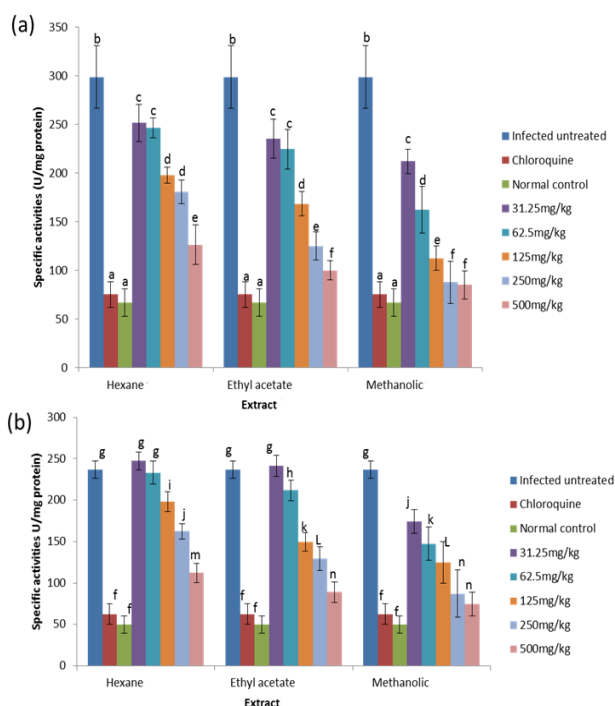 (a)
Specific activities (U/mg protein)
350
300
250
200
150
100
50
0
b a a c c d d e
b a a c c d e f
b a a c d e f f
Hexane Ethyl acetate Methanolic
Extract
Infected untreated
Chloroquine
Normal control
31.25mg/kg
62.5mg/kg
125mg/kg
250mg/kg
500mg/kg
(b)
Specific activities U/mg protein)
300
250
200
150
100
50
0
g f f g g i j m
g f f g h k L n
g f f j k L n n
Hexane Ethyl acetate Methanolic
Extract
Infected untreated
Chloroquine
Normal control
31.25mg/kg
62.5mg/kg
125mg/kg
250mg/kg
500mg/kg